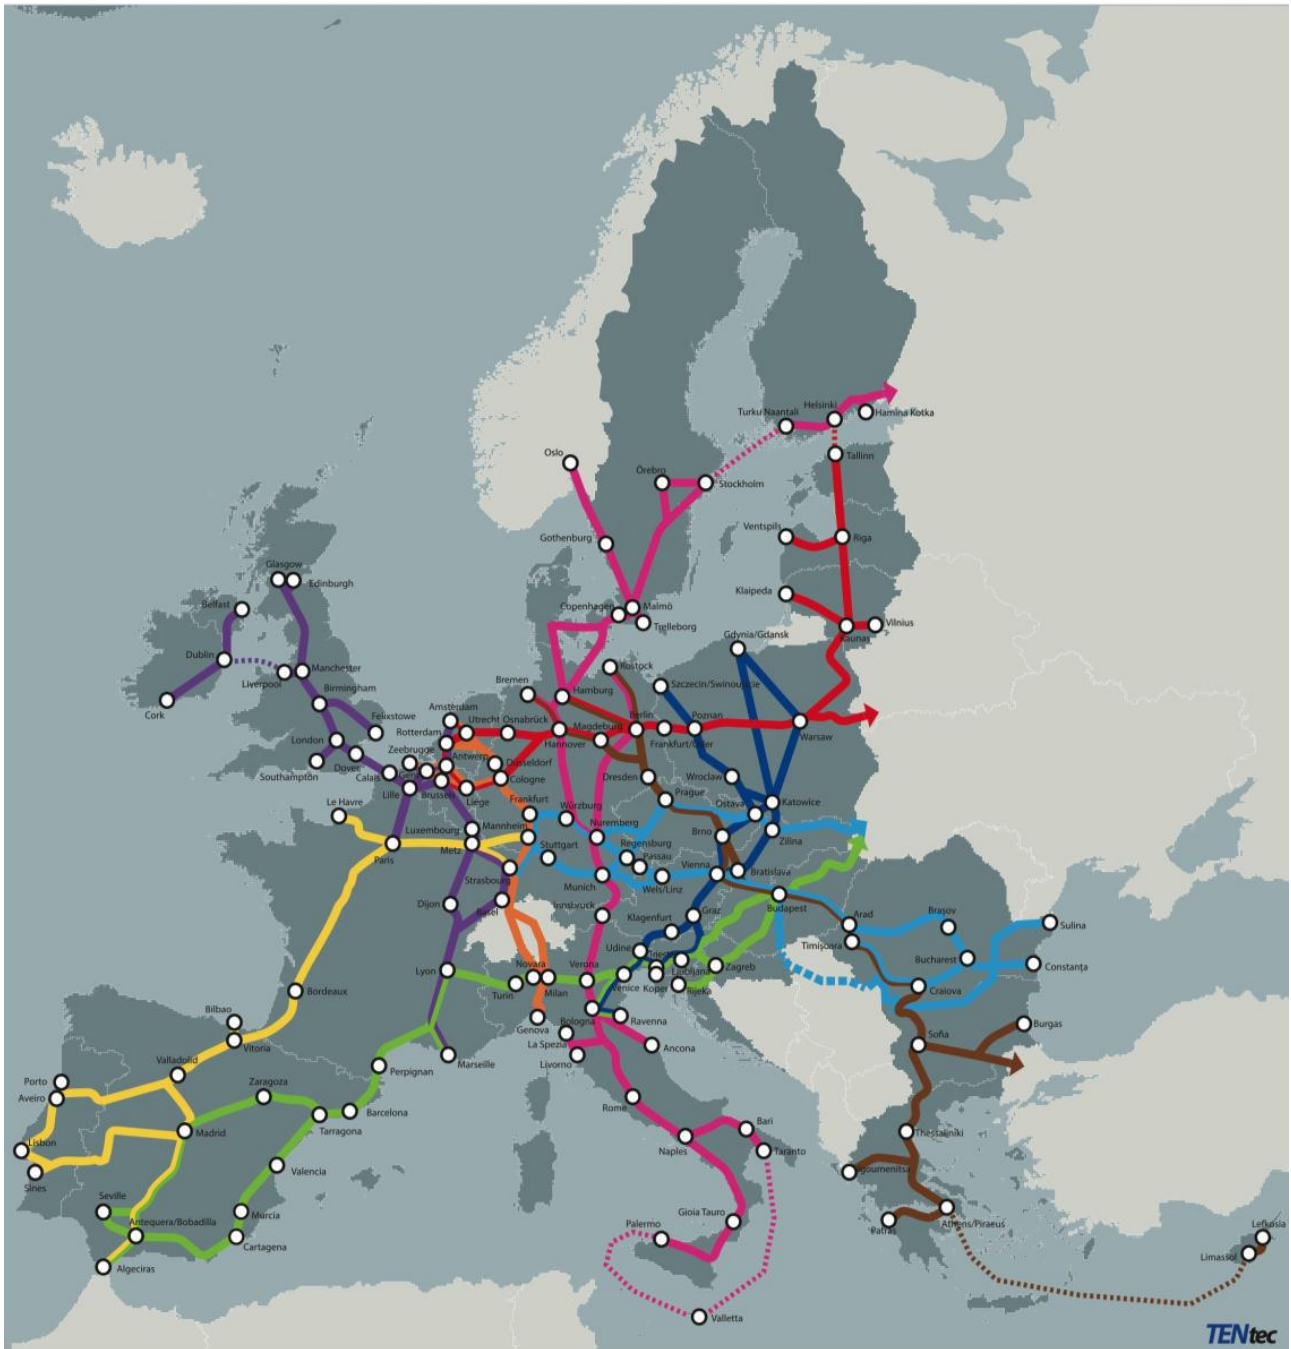 Helsinki
Hamina Kotka
Turku Naantali
Tallinn
Oslo
Örebro
Stockholm
Ventspils
Riga
Gothenburg
Glasgow
Edinburgh
Klaipeda
Belfast
Copenhagen
Malmö
Trelleborg
Kaunas
Vilnius
Gdynia/Gdansk
Dublin
Liverpool
Manchester
Rostock
Birmingham
Bremen
Hamburg
Szczecin/Swinoujscie
Cork
Felixstowe
Amsterdam
Utrecht
Osnabrück
Magdeburg
Berlin
Poznan
London
Rotterdam
Hannover
Frankfurt/Oder
Warsaw
Zeebrugge
Antwerp
Dover
Düsseldorf
Southampton
Calais
Cologne
Dresden
Wroclaw
Lille
Brussels
Liege
Prague
Le Havre
Frankfurt
Würzburg
Ostava
Katowice
Luxembourg
Mannheim
Nuremberg
Brno
Zilina
Paris
Metz
Stuttgart
Regensburg
Passau
Vienna
Bratislava
Strasbourg
Munich
Wels/Linz
Dijon
Basel
Innsbruck
Klagenfurt
Graz
Budapest
Arad
Braşov
Sulina
Udine
Timişoara
Lyon
Novara
Verona
Ljubljana
Zagreb
Bucharest
Constanţa
Turin
Milan
Venice
Koper
Rijeka
Craiova
Bordeaux
Bilbao
Genova
Bologna
Ravenna
Burgas
Vitoria
La Spezia
Ancona
Sofia
Marseille
Livorno
Valladolid
Perpignan
Porto
Zaragoza
Aveiro
Barcelona
Rome
Lisbon
Madrid
Tarragona
Bari
Thessaloniki
Naples
Taranto
Sines
Valencia
Igoumenitsa
Seville
Murcia
Gioia Tauro
Antequera/Bobadilla
Palermo
Patras
Athens/Piraeus
Lefkosia
Cartagena
Limassol
Algeciras
Valletta
TENtec